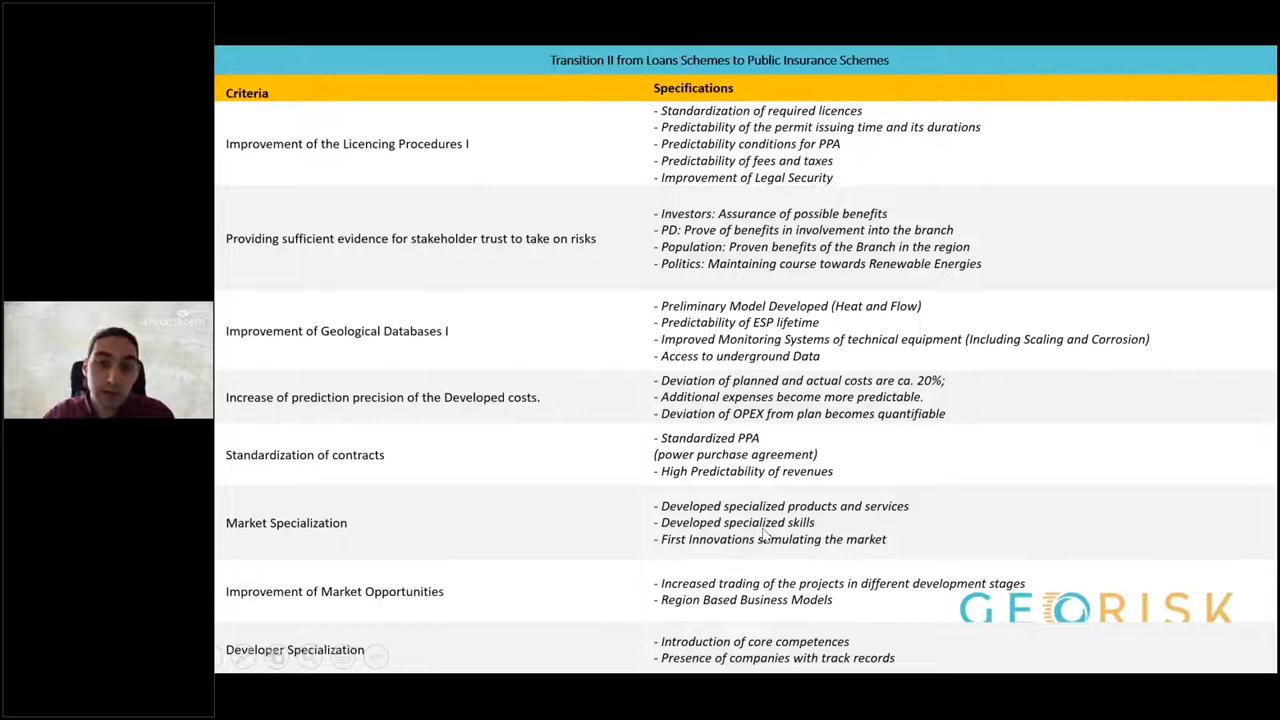 Transition II from Loans Schemes to Public Insurance Schemes
Criteria
Specifications
Improvement of the Licencing Procedures I
- Standardization of required licences
- Predictability of the permit issuing time and its durations
- Predictability conditions for PPA
- Predictability of fees and taxes
- Improvement of Legal Security
Providing sufficient evidence for stakeholder trust to take on risks
- Investors: Assurance of possible benefits
- PD: Prove of benefits in involvement into the branch
- Population: Proven benefits of the Branch in the region
- Politics: Maintaining course towards Renewable Energies
Improvement of Geological Databases I
- Preliminary Model Developed (Heat and Flow)
- Predictability of ESP lifetime
- Improved Monitoring Systems of technical equipment (Including Scaling and Corrosion)
- Access to underground Data
Increase of prediction precision of the Developed costs.
- Deviation of planned and actual costs are ca. 20%;
- Additional expenses become more predictable.
- Deviation of OPEX from plan becomes quantifiable
Standardization of contracts
- Standardized PPA
(power purchase agreement)
- High Predictability of revenues
Market Specialization
- Developed specialized products and services
- Developed specialized skills
- First Innovations stimulating the market
Improvement of Market Opportunities
- Increased trading of the projects in different development stages
- Region Based Business Models
GEORISK
Developer Specialization
- Introduction of core competences
- Presence of companies with track records